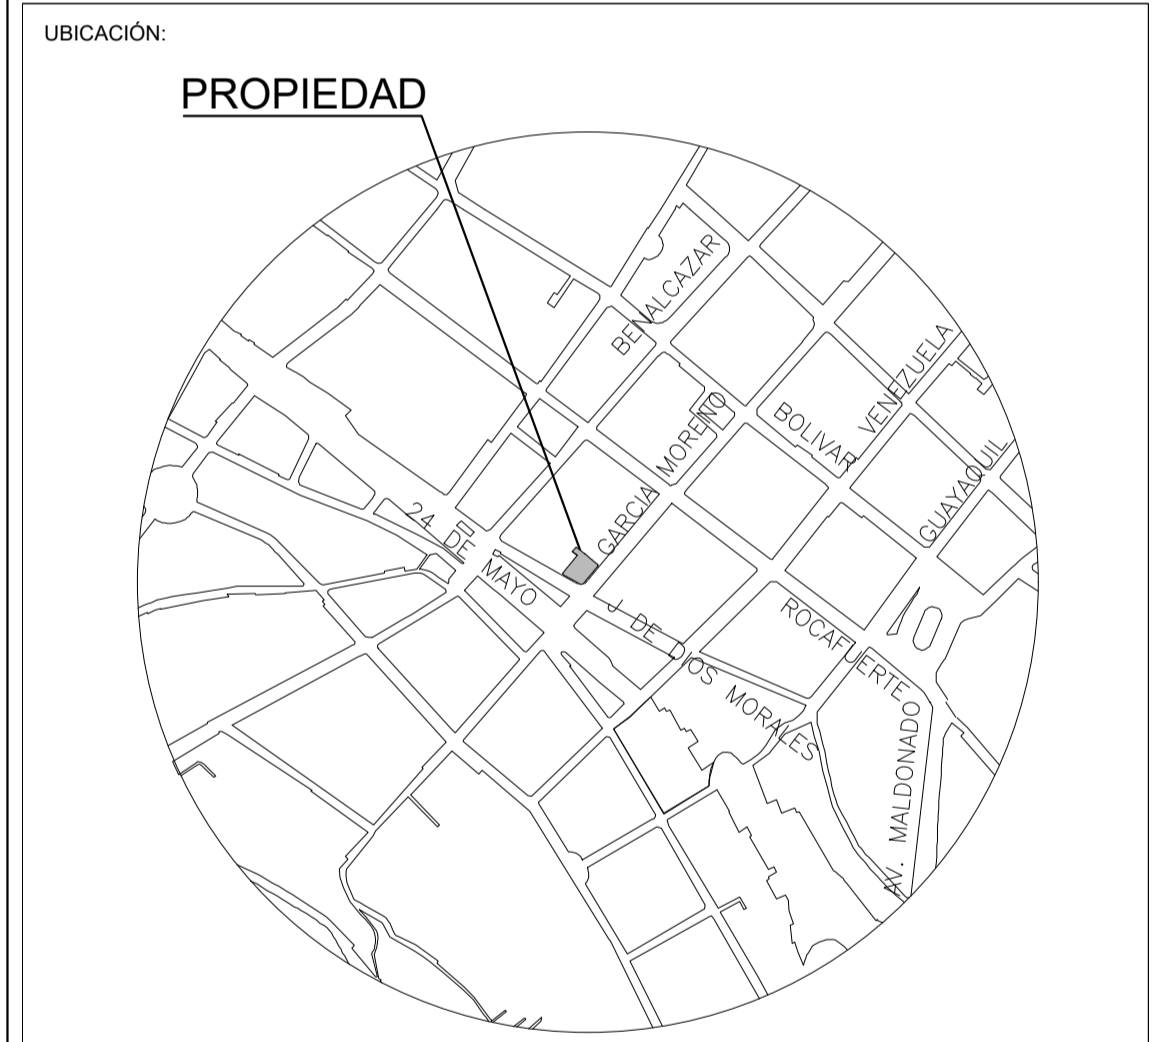 UBICACIÓN:
PROPIEDAD
BENALCAZAR
GARCIA MORENO
BOLIVAR
VENEZUELA
GUAYAQUIL
24 DE MAYO
J DE DIOS MORALES
ROCAFUERTE
AV. MALDONADO